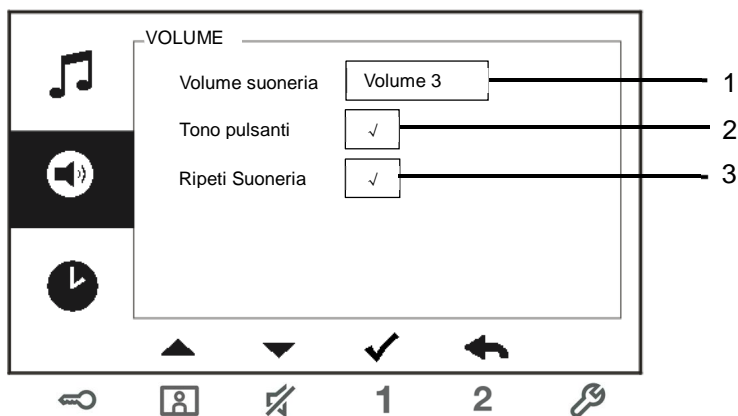 VOLUME
Volume suoneria Volume 3 1
Tono pulsanti √ 2
Ripeti Suoneria √ 3
1 2